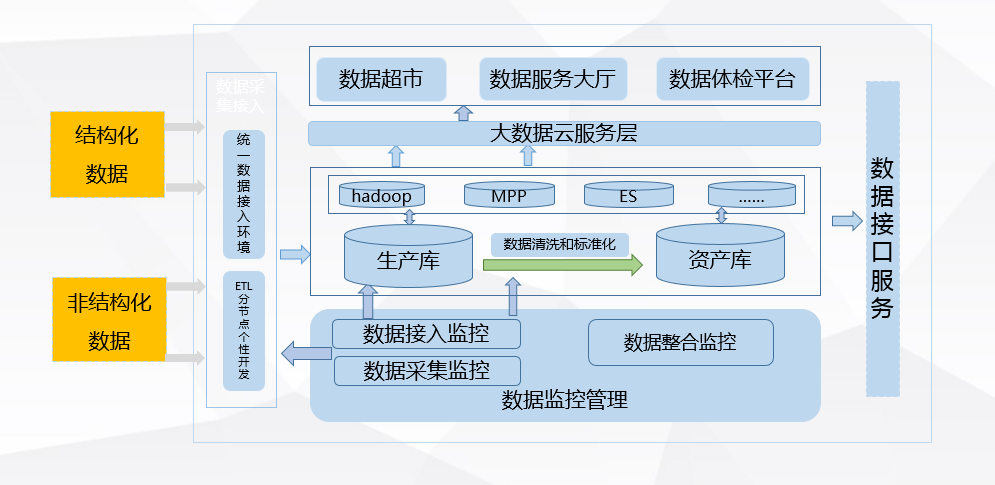 数据超市
数据服务大厅
数据体检平台
数据采
集接入
大数据云服务层
结构化
数据
统一数据接入环境
hadoop
MPP
ES
......
数据接口服务
生产库
数据清洗和标准化
资产库
非结构化
数据
ETL
分节点个性开发
数据接入监控
数据整合监控
数据采集监控
数据监控管理